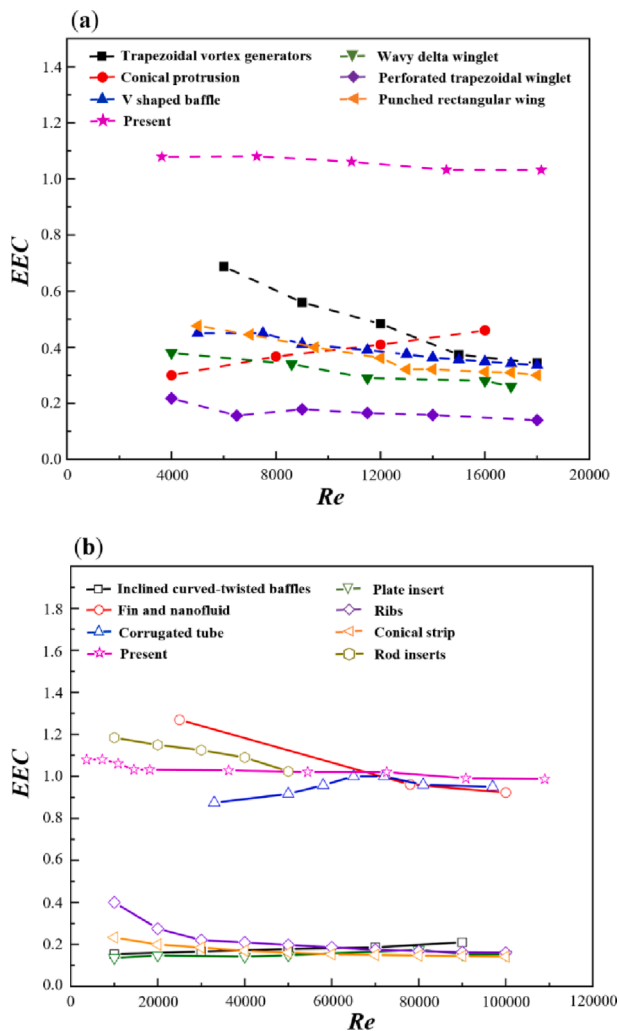 (a)
1.4
1.2
1.0
0.8
0.6
0.4
0.2
0.0
EEC
Trapezoidal vortex generators
Conical protrusion
V shaped baffle
Present
Wavy delta winglet
Perforated trapezoidal winglet
Punched rectangular wing
0 4000 8000 12000 16000 20000
Re
(b)
1.8
1.6
1.4
1.2
1.0
0.8
0.6
0.4
0.2
0.0
EEC
Inclined curved-twisted baffles
Fin and nanofluid
Corrugated tube
Present
Plate insert
Ribs
Conical strip
Rod inserts
0 20000 40000 60000 80000 100000 120000
Re